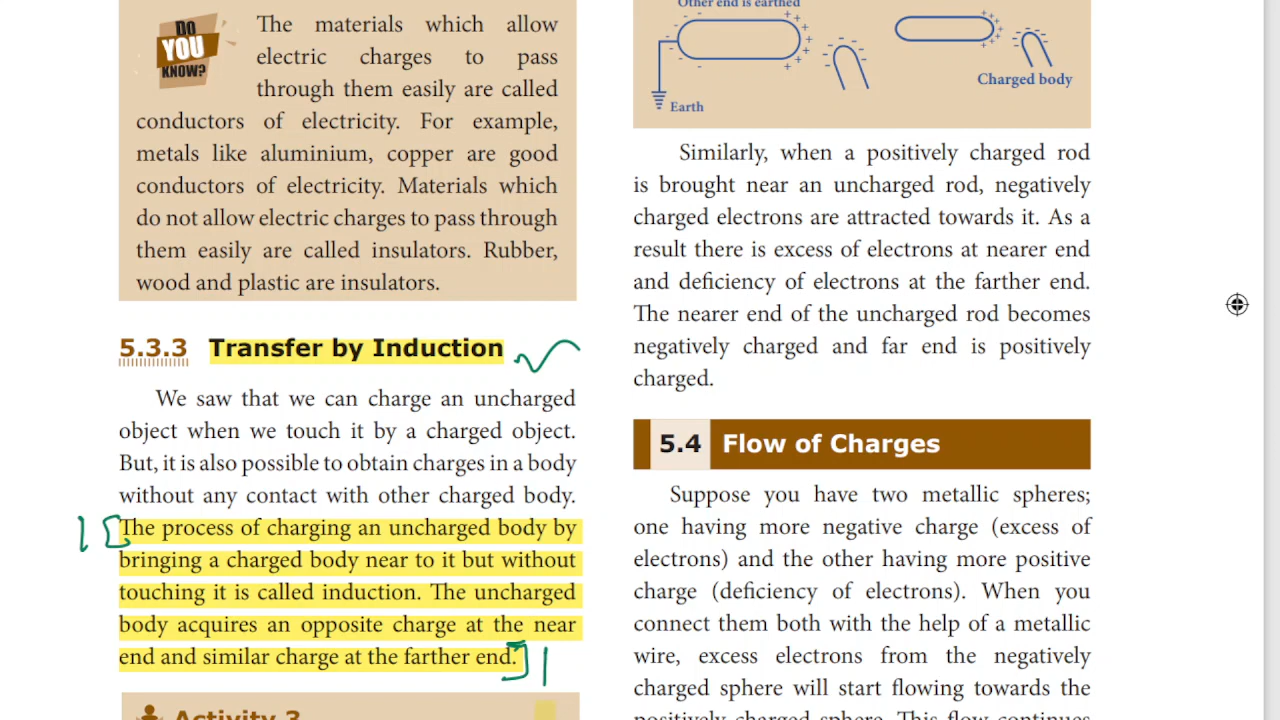 DO
YOU
KNOW?
The materials which allow
electric charges to pass
through them easily are called
conductors of electricity. For example,
metals like aluminium, copper are good
conductors of electricity. Materials which
do not allow electric charges to pass through
them easily are called insulators. Rubber,
wood and plastic are insulators.
5.3.3 Transfer by Induction
We saw that we can charge an uncharged
object when we touch it by a charged object.
But, it is also possible to obtain charges in a body
without any contact with other charged body.
1 [The process of charging an uncharged body by
bringing a charged body near to it but without
touching it is called induction. The uncharged
body acquires an opposite charge at the near
end and similar charge at the farther end.] 1
Activity 3
Other end is earthed
Earth
Charged body
Similarly, when a positively charged rod
is brought near an uncharged rod, negatively
charged electrons are attracted towards it. As a
result there is excess of electrons at nearer end
and deficiency of electrons at the farther end.
The nearer end of the uncharged rod becomes
negatively charged and far end is positively
charged.
5.4 Flow of Charges
Suppose you have two metallic spheres;
one having more negative charge (excess of
electrons) and the other having more positive
charge (deficiency of electrons). When you
connect them both with the help of a metallic
wire, excess electrons from the negatively
charged sphere will start flowing towards the
positively charged sphere. This flow continues